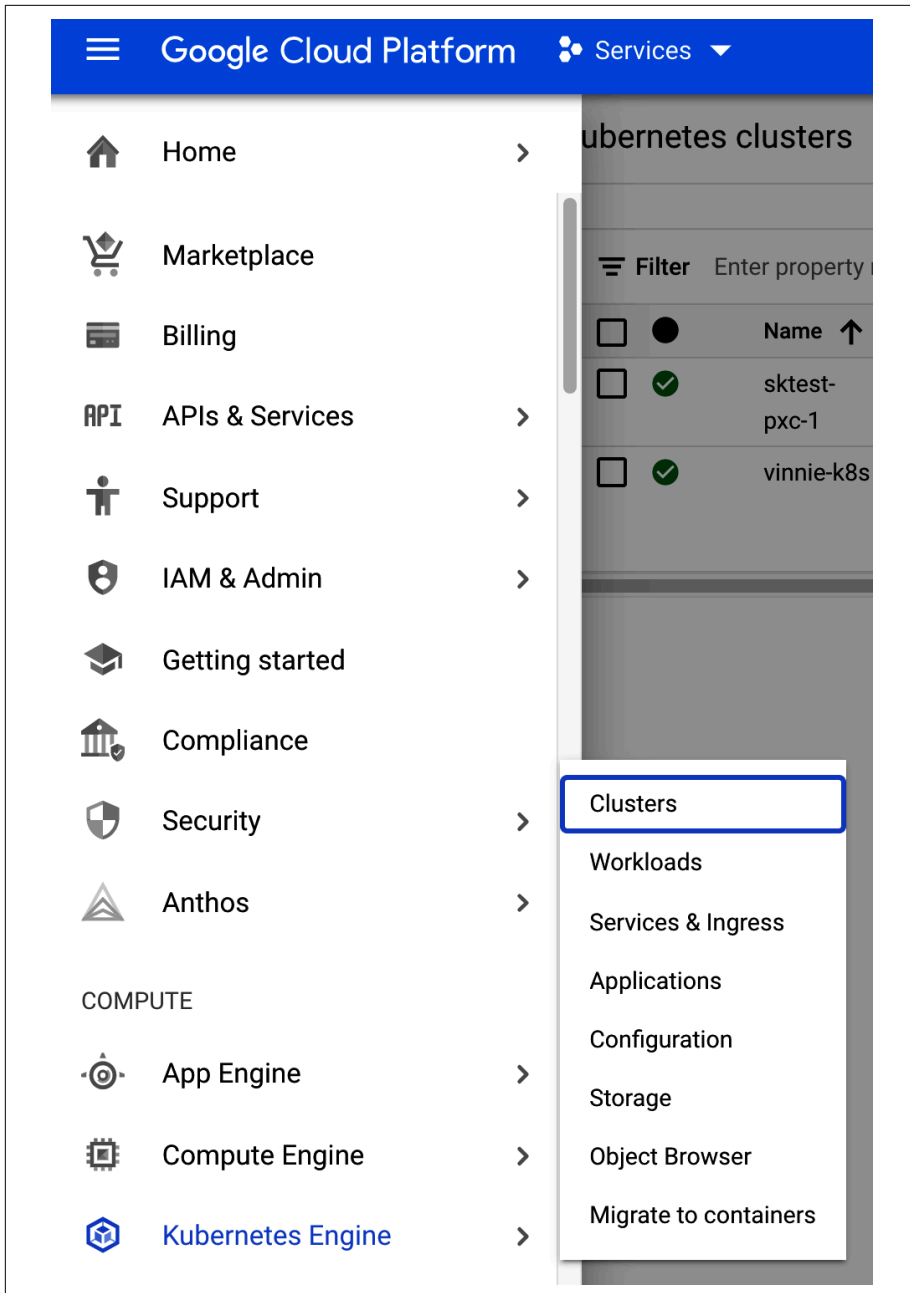 Google Cloud Platform Services
Home
Marketplace
Billing
API APIs & Services
Support
IAM & Admin
Getting started
Compliance
Security
Anthos
COMPUTE
App Engine
Compute Engine
Kubernetes Engine
ubernetes clusters
Filter Enter property
Name
sktest-
pxc-1
vinnie-k8s
Clusters
Workloads
Services & Ingress
Applications
Configuration
Storage
Object Browser
Migrate to containers